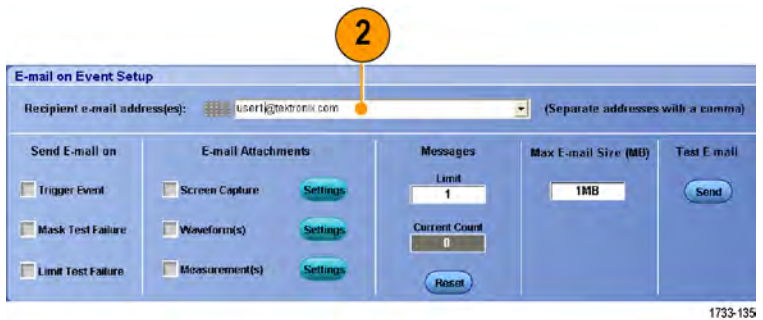 2
E-mail on Event Setup
Recipient e-mail address(es): user1@tektronix.com (Separate addresses with a comma)
Send E-mail on E-mail Attachments Messages Max E-mail Size (MB) Test E-mail
Limit
Trigger Event Screen Capture Settings 1 1MB Send
Mask Test Failure Waveform(s) Settings Current Count
0
Limit Test Failure Measurement(s) Settings Reset
1733-135